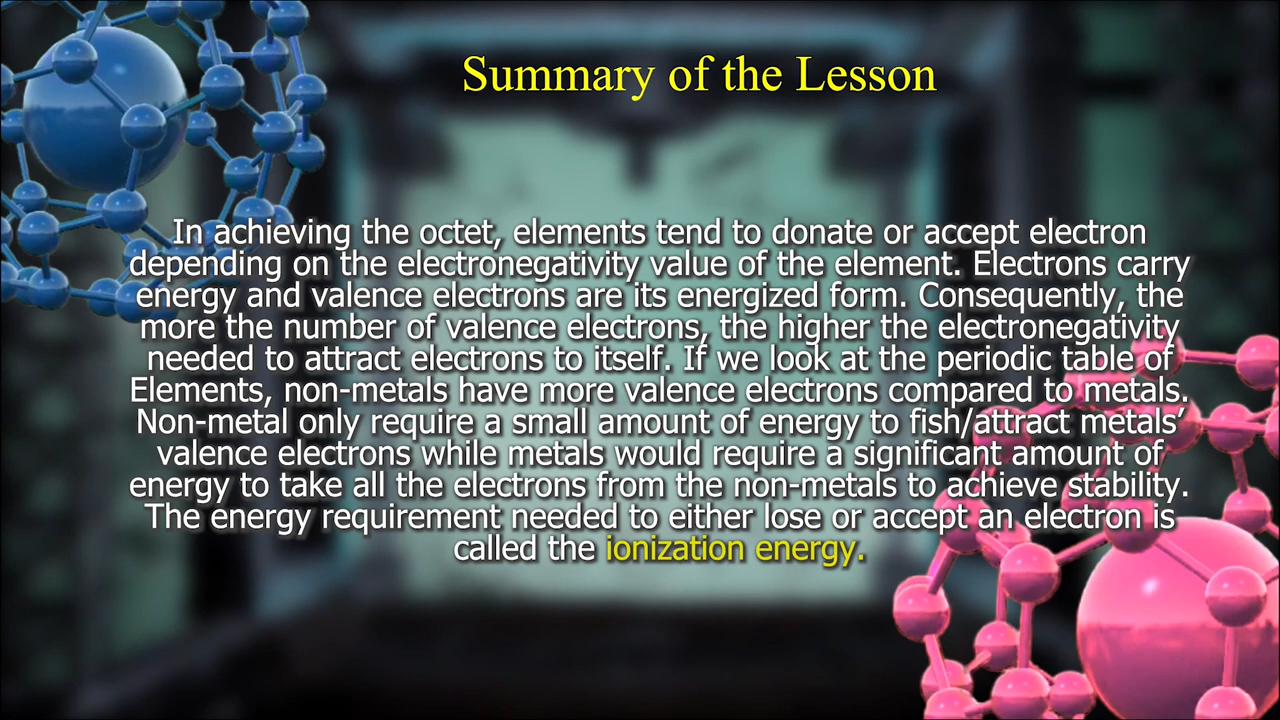 Summary of the Lesson
In achieving the octet, elements tend to donate or accept electron
depending on the electronegativity value of the element. Electrons carry
energy and valence electrons are its energized form. Consequently, the
more the number of valence electrons, the higher the electronegativity
needed to attract electrons to itself. If we look at the periodic table of
Elements, non-metals have more valence electrons compared to metals.
Non-metal only require a small amount of energy to fish/attract metals’
valence electrons while metals would require a significant amount of
energy to take all the electrons from the non-metals to achieve stability.
The energy requirement needed to either lose or accept an electron is
called the ionization energy.